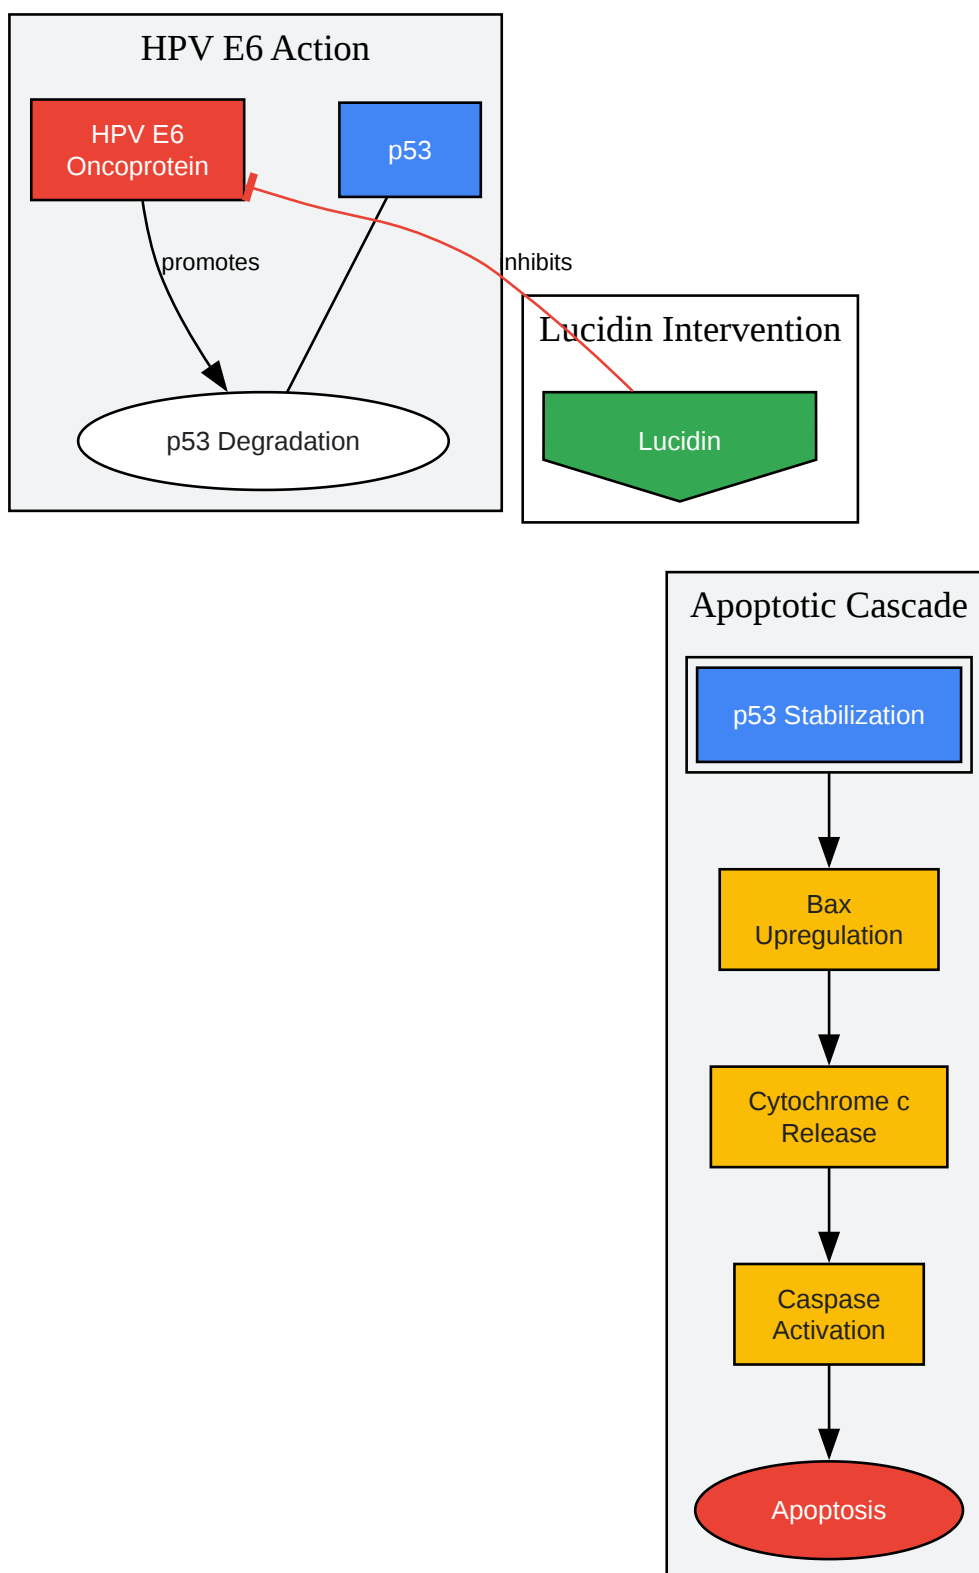 HPV E6 Action
HPV E6
Oncoprotein
p53
promotes
nhibits
p53 Degradation
Lucidin Intervention
Lucidin
Apoptotic Cascade
p53 Stabilization
Bax
Upregulation
Cytochrome c
Release
Caspase
Activation
Apoptosis